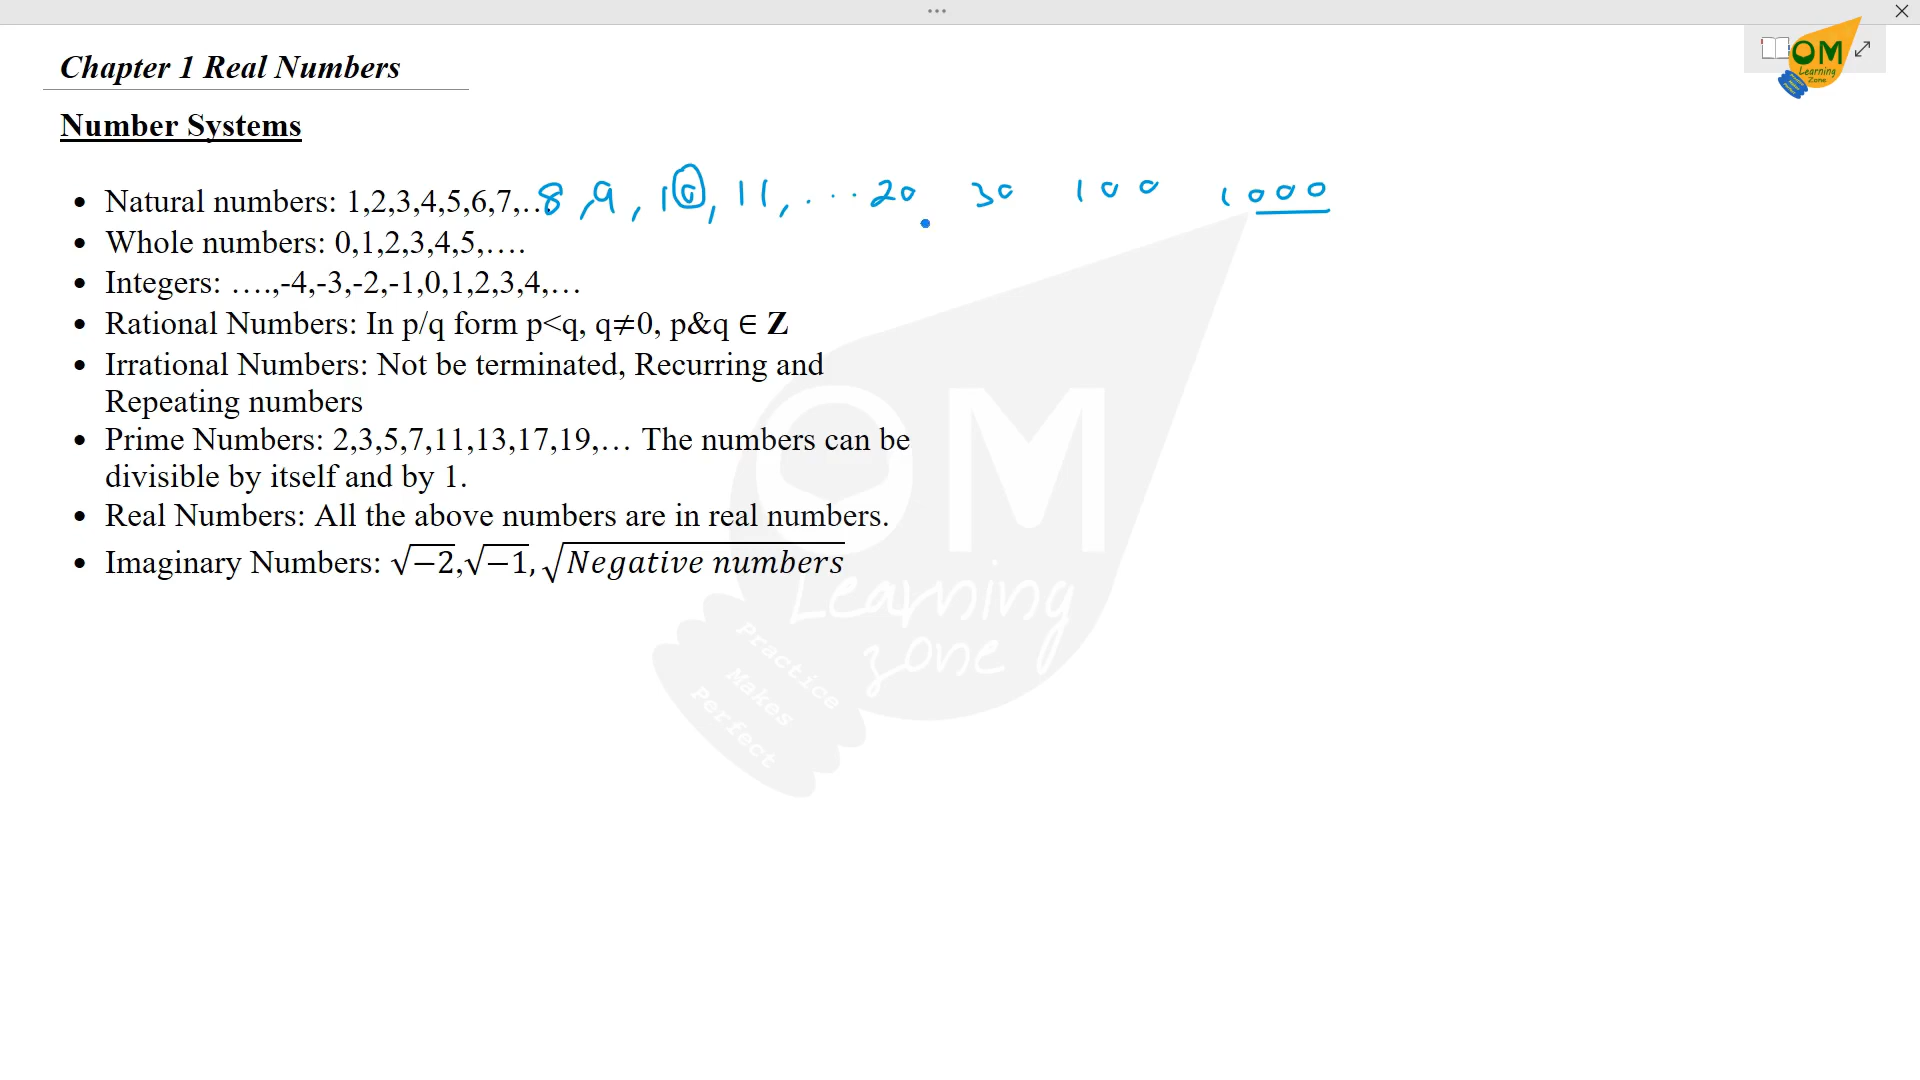 Chapter 1 Real Numbers
OM
Learning
Zone
Number Systems
• Natural numbers: 1,2,3,4,5,6,7,… 8, 9, 10, 11, ... 20 30 100 1000
• Whole numbers: 0,1,2,3,4,5,….
• Integers: ….,-4,-3,-2,-1,0,1,2,3,4,…
• Rational Numbers: In p/q form p<q, q≠0, p&q ∈ Z
• Irrational Numbers: Not be terminated, Recurring and
Repeating numbers
• Prime Numbers: 2,3,5,7,11,13,17,19,… The numbers can be
divisible by itself and by 1.
• Real Numbers: All the above numbers are in real numbers.
• Imaginary Numbers: √−2,√−1, √Negative numbers
OM
Learning
zone
Practice
Makes
Perfect